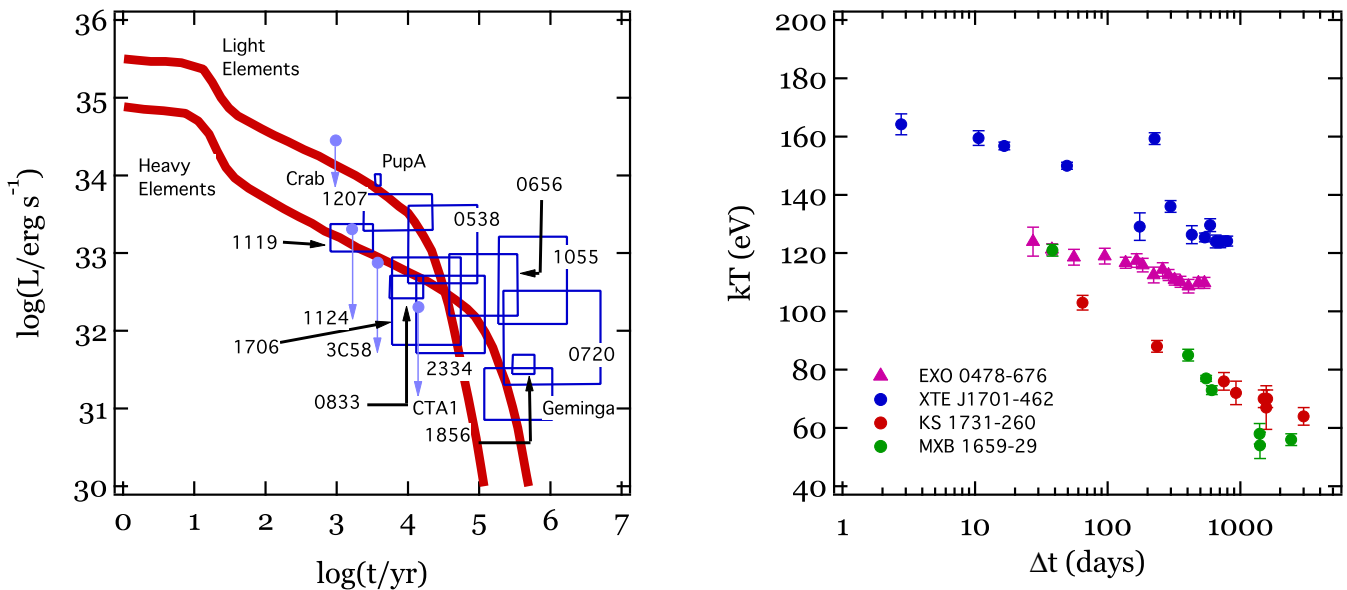 36
35
34
33
32
31
30
log(L/erg s⁻¹)
Light
Elements
Heavy
Elements
Crab
PupA
1207
0656
0538
1119
1055
1124
1706
3C58
2334
0720
0833
CTA1
Geminga
1856
0 1 2 3 4 5 6 7
log(t/yr)
200
180
160
140
120
100
80
60
40
kT (eV)
EXO 0478-676
XTE J1701-462
KS 1731-260
MXB 1659-29
1 10 100 1000
Δt (days)